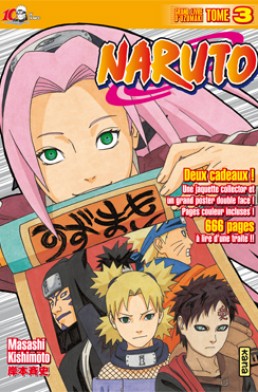 10
TOME 3
NARUTO
Deux cadeaux !
Une jaquette collector et
un grand poster double face !
Pages couleur incluses !
666 pages
à lire d'une traite !!
うずまき
Masashi
Kishimoto
岸本斉史
kana